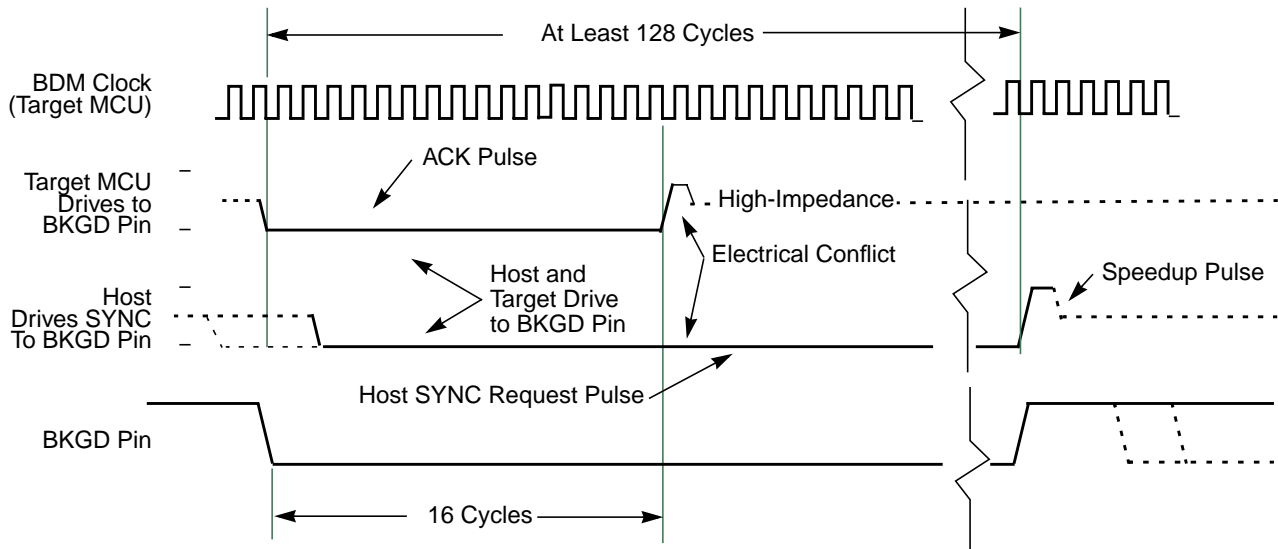 At Least 128 Cycles
BDM Clock
(Target MCU)
ACK Pulse
Target MCU
Drives to
BKGD Pin
High-Impedance
Electrical Conflict
Host and
Target Drive
to BKGD Pin
Speedup Pulse
Host
Drives SYNC
To BKGD Pin
Host SYNC Request Pulse
BKGD Pin
16 Cycles